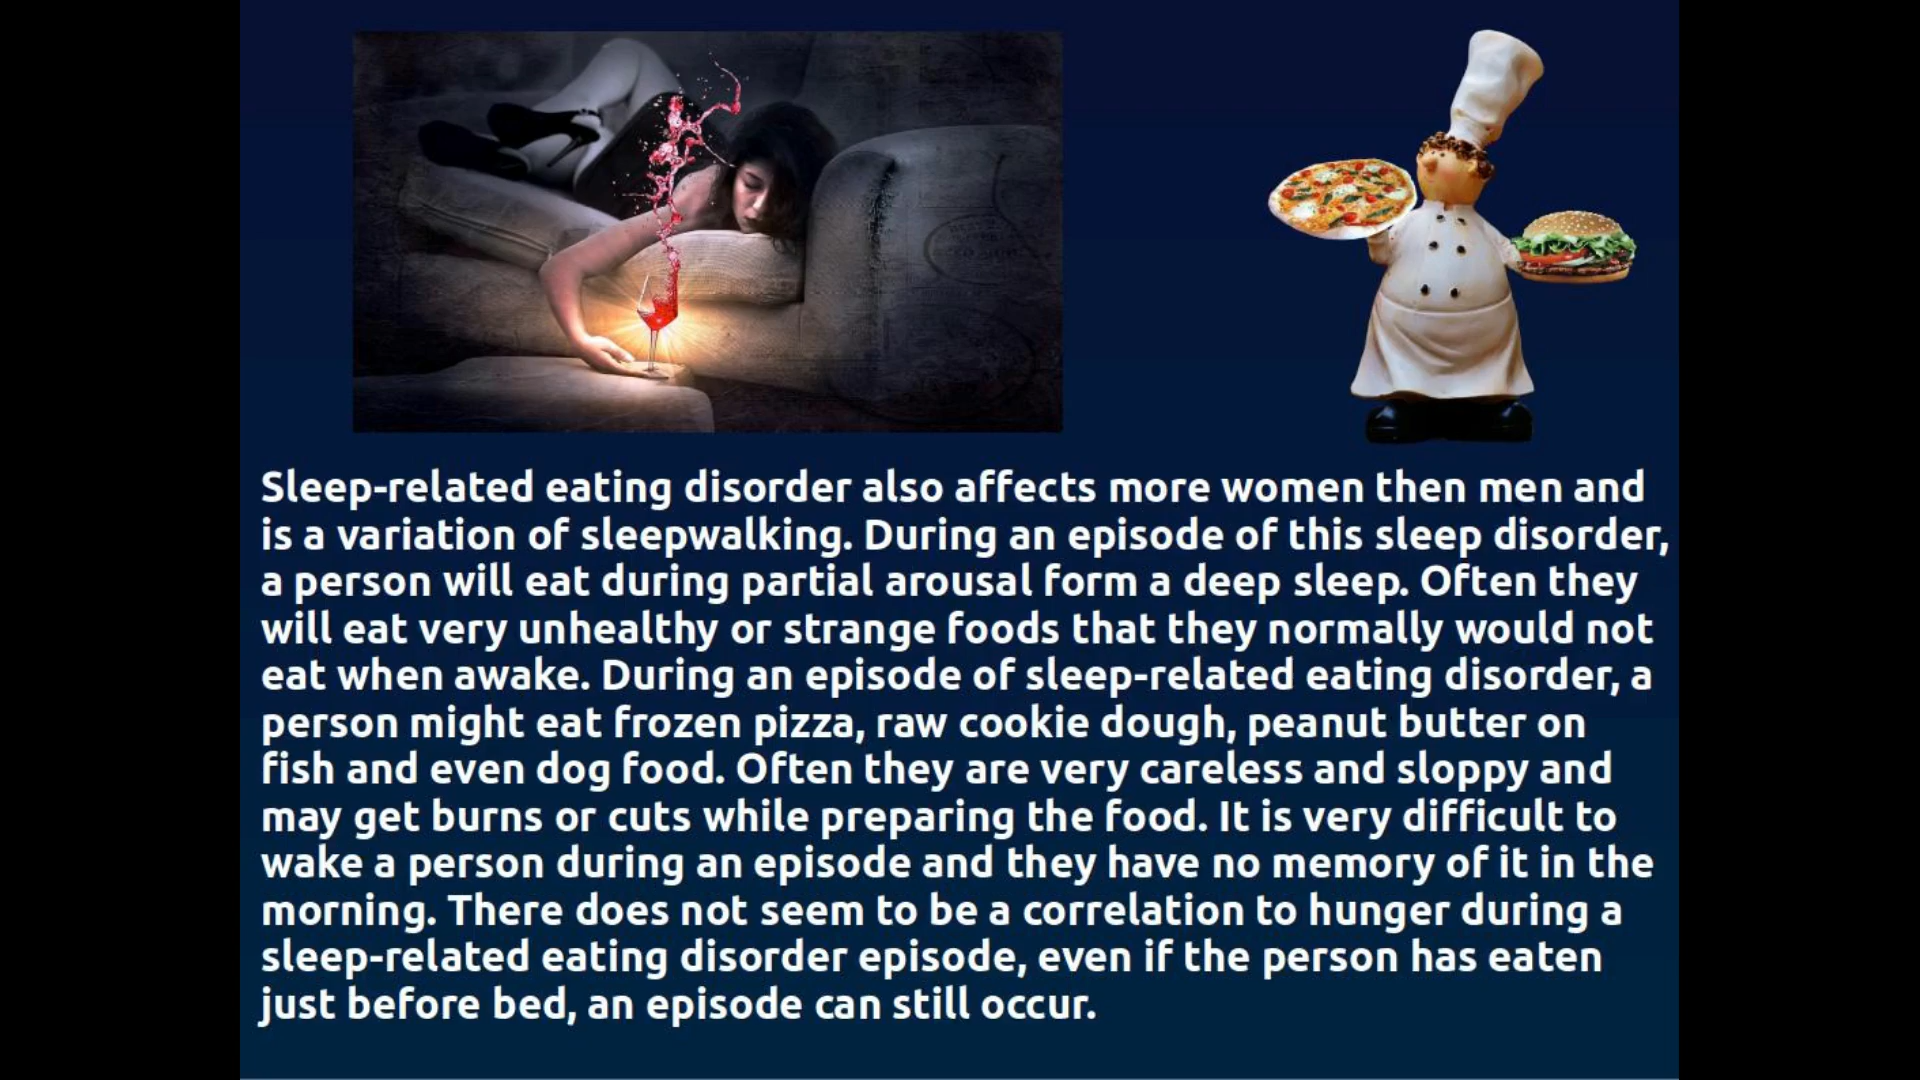 Sleep-related eating disorder also affects more women then men and
is a variation of sleepwalking. During an episode of this sleep disorder,
a person will eat during partial arousal form a deep sleep. Often they
will eat very unhealthy or strange foods that they normally would not
eat when awake. During an episode of sleep-related eating disorder, a
person might eat frozen pizza, raw cookie dough, peanut butter on
fish and even dog food. Often they are very careless and sloppy and
may get burns or cuts while preparing the food. It is very difficult to
wake a person during an episode and they have no memory of it in the
morning. There does not seem to be a correlation to hunger during a
sleep-related eating disorder episode, even if the person has eaten
just before bed, an episode can still occur.